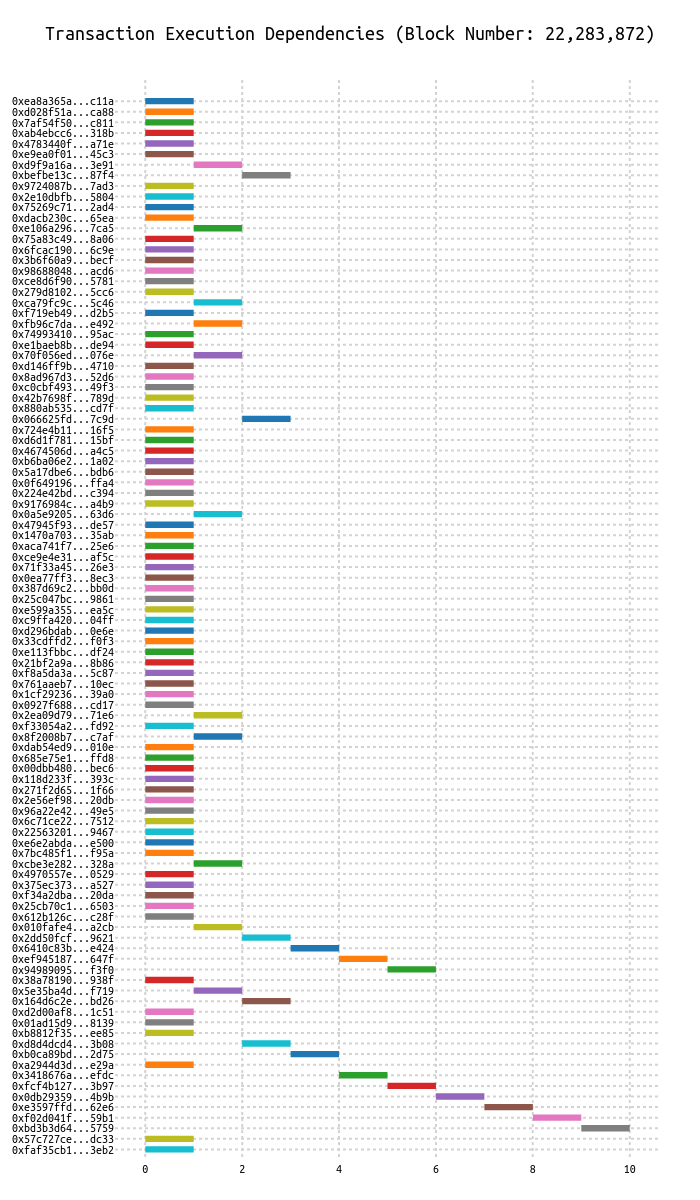 Transaction Execution Dependencies (Block Number: 22,283,872)
0xea8a365a...c11a
0xd028f51a...ca88
0x7af54f50...c811
0xab4ebcc6...318b
0x4783440f...a71e
0xe9ea0f01...45c3
0xd9f9a16a...3e91
0xbefbe13c...87f4
0x9724087b...7ad3
0x2e10dbfb...5804
0x75269c71...2ad4
0xdacb230c...65ea
0xe106a296...7ca5
0x75a83c49...8a06
0x6fcac190...6c9e
0x3b6f60a9...becf
0x98688048...acd6
0xce8d6f90...5781
0x279d8102...5cc6
0xca79fc9c...5c46
0xf719eb49...d2b5
0xfb96c7da...e492
0x74993410...95ac
0xe1baeb8b...de94
0x70f056ed...076e
0xd146ff9b...4710
0x8ad967d3...52d6
0xc0cbf493...49f3
0x42b7698f...789d
0x880ab535...cd7f
0x066625fd...7c9d
0x724e4b11...16f5
0xd6d1f781...15bf
0x4674506d...a4c5
0xb6ba06e2...1a02
0x5a17dbe6...bdb6
0x0f649196...ffa4
0x224e42bd...c394
0x9176984c...a4b9
0x0a5e9205...63d6
0x47945f93...de57
0x1470a703...35ab
0xaca741f7...25e6
0xce9e4e31...af5c
0x71f33a45...26e3
0x0ea77ff3...8ec3
0x387d69c2...bb0d
0x25c047bc...9861
0xe599a355...ea5c
0xc9ffa420...04ff
0xd296bdab...0e6e
0x33cdffd2...f0f3
0xe113fbbc...df24
0x21bf2a9a...8b86
0xf8a5da3a...5c87
0x761aaeb7...10ec
0x1cf29236...39a0
0x0927f688...cd17
0x2ea09d79...71e6
0xf33054a2...fd92
0x8f2008b7...c7af
0xdab54ed9...010e
0x685e75e1...ffd8
0x00dbb480...bec6
0x118d233f...393c
0x271f2d65...1f66
0x2e56ef98...20db
0x96a22e42...49e5
0x6c71ce22...7512
0x22563201...9467
0xe6e2abda...e500
0x7bc485f1...f95a
0xcbe3e282...328a
0x4970557e...0529
0x375ec373...a527
0xf34a2dba...20da
0x25cb70c1...6503
0x612b126c...c28f
0x010fafe4...a2cb
0x2dd50fcf...9621
0x6410c83b...e424
0xef945187...647f
0x94989095...f3f0
0x38a78190...938f
0x5e35ba4d...f719
0x164d6c2e...bd26
0xd2d00af8...1c51
0x01ad15d9...8139
0xb8812f35...ee85
0xd8d4dcd4...3b08
0xb0ca89bd...2d75
0xa2944d3d...e29a
0x3418676a...efdc
0xfcf4b127...3b97
0x0db29359...4b9b
0xe3597ffd...62e6
0xf02d041f...59b1
0xbd3b3d64...5759
0x57c727ce...dc33
0xfaf35cb1...3eb2
0 2 4 6 8 10